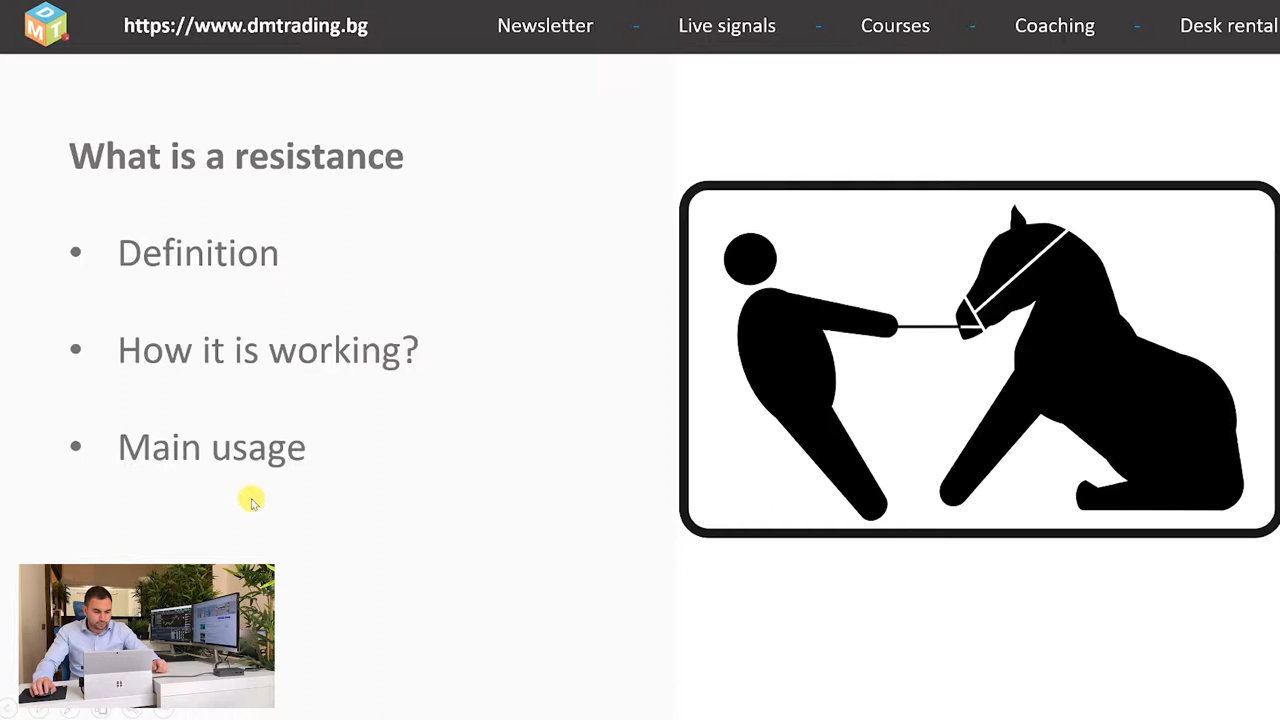 DMT
https://www.dmtrading.bg
Newsletter - Live signals - Courses - Coaching - Desk rental
What is a resistance
• Definition
• How it is working?
• Main usage